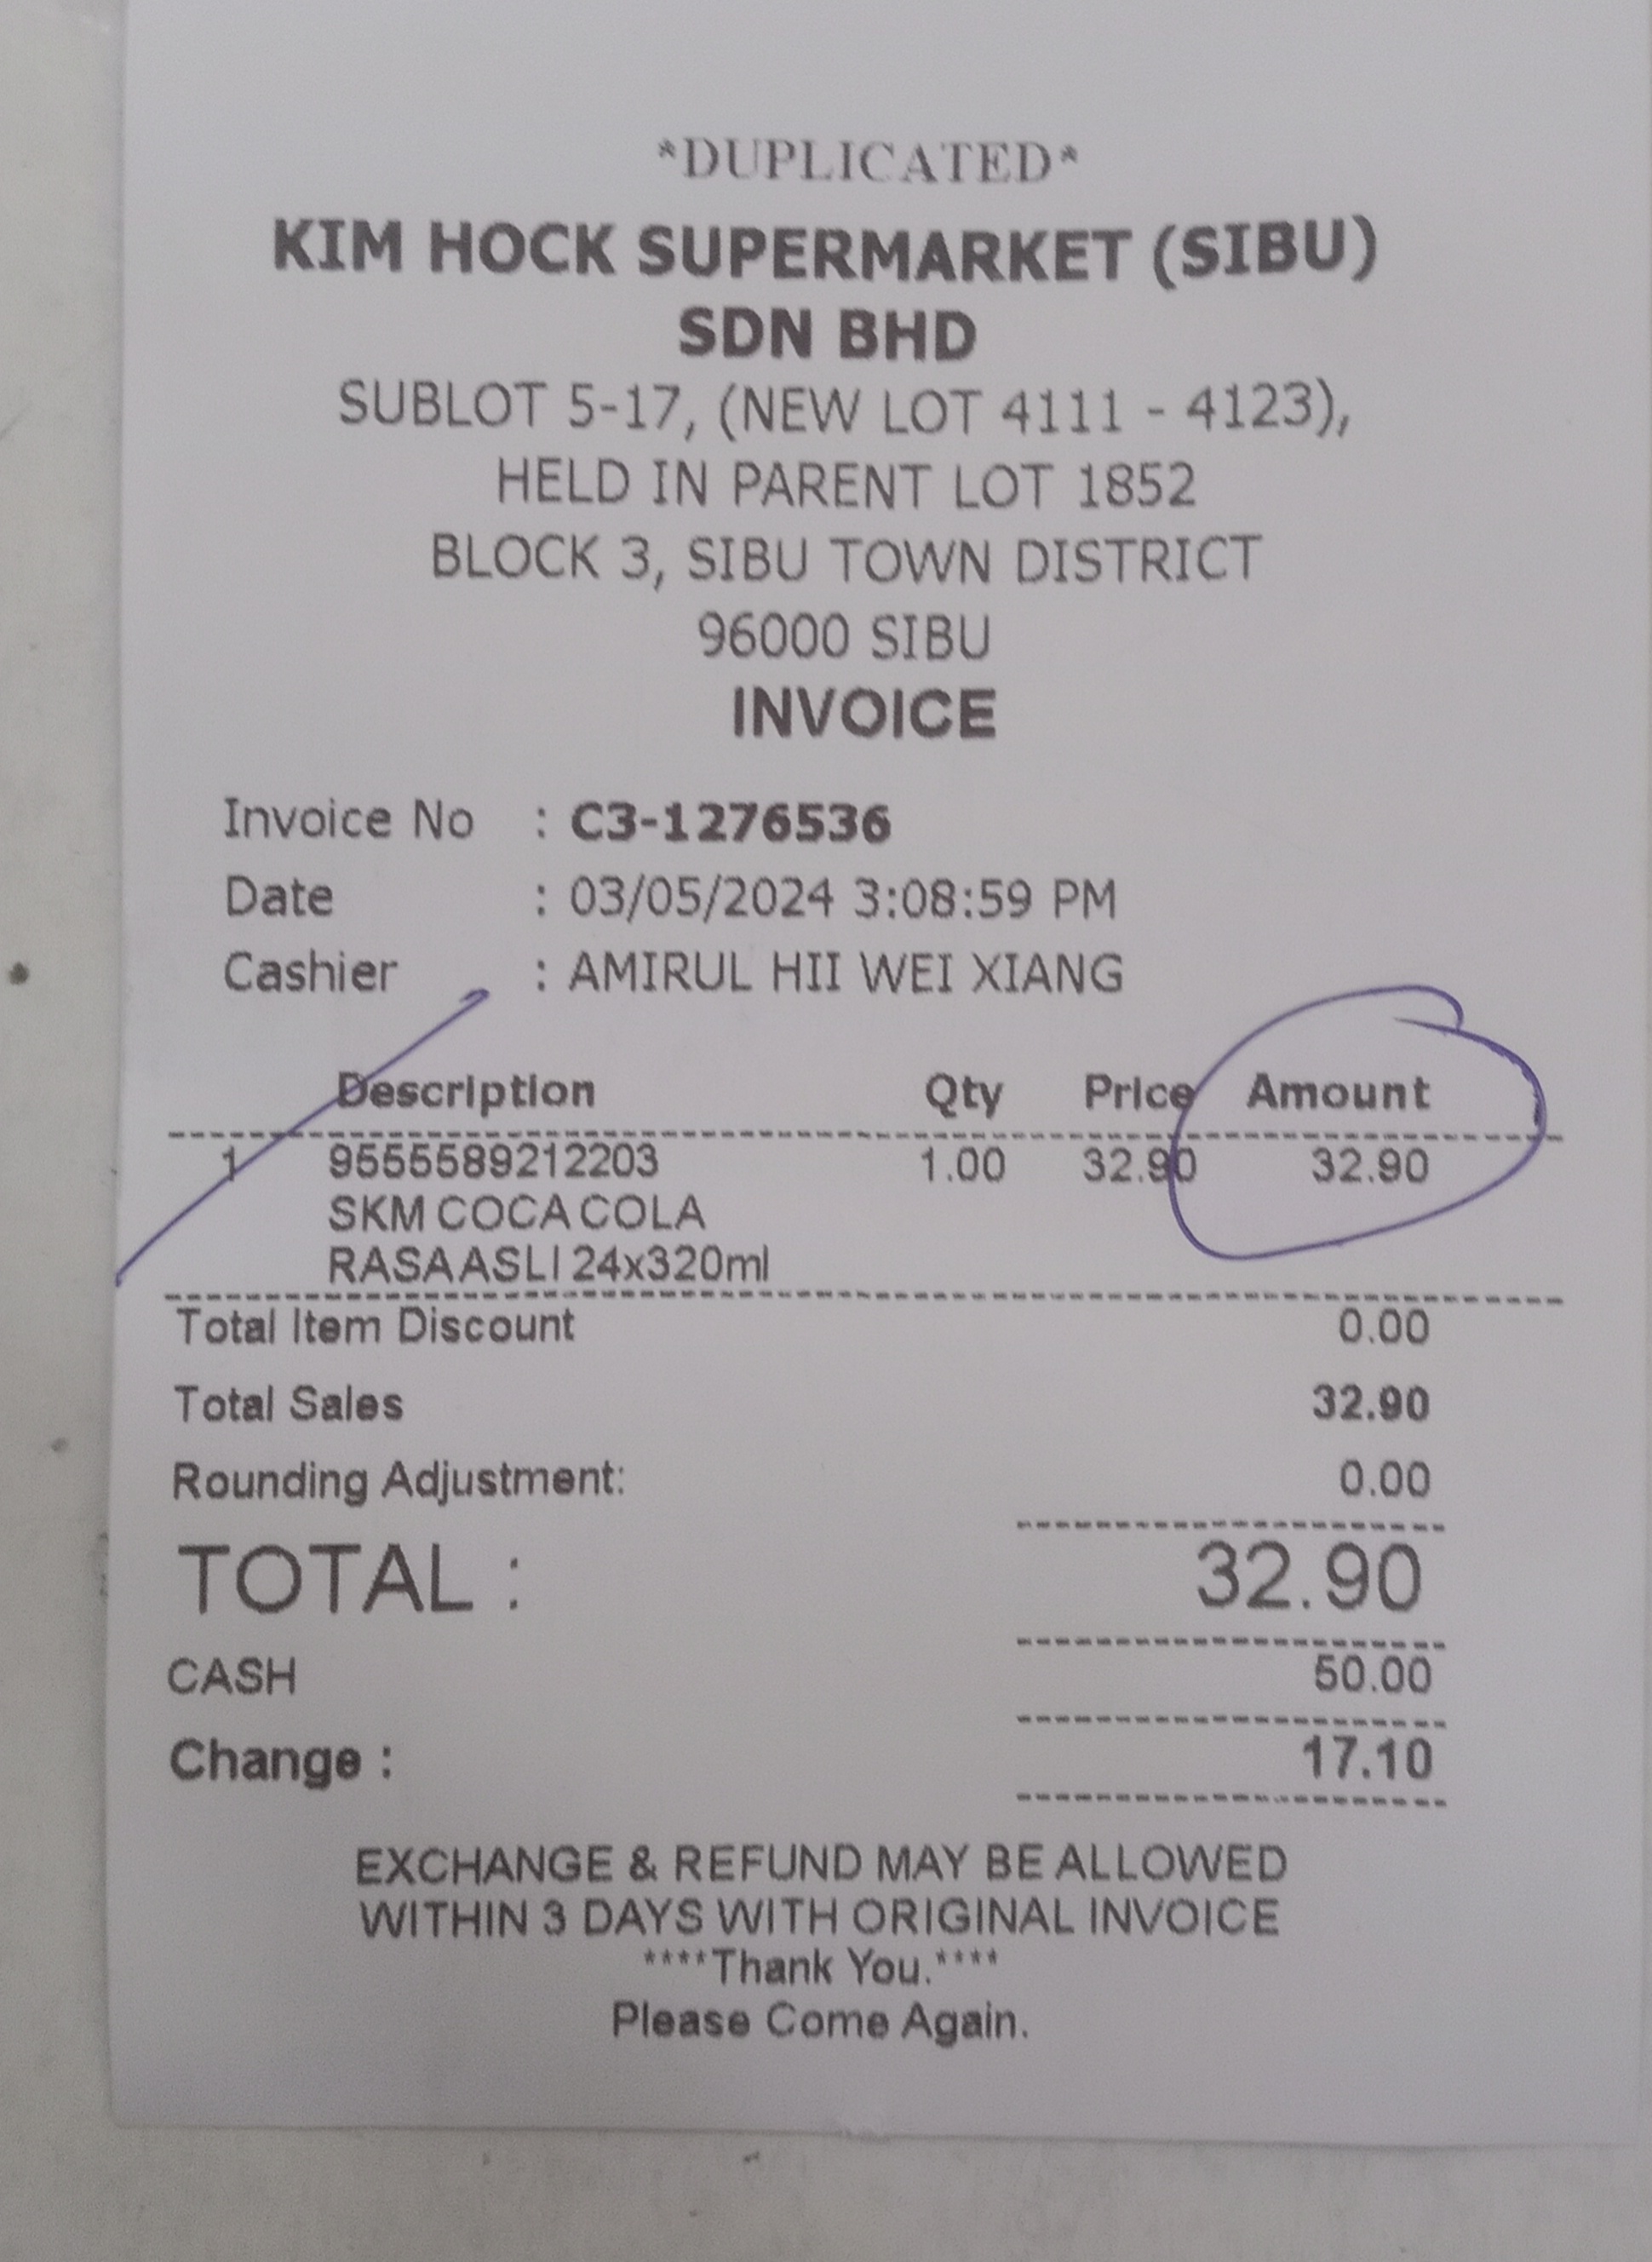 *DUPLICATED*
KIM HOCK SUPERMARKET (SIBU)
SDN BHD
SUBLOT 5-17, (NEW LOT 4111 - 4123),
HELD IN PARENT LOT 1852
BLOCK 3, SIBU TOWN DISTRICT
96000 SIBU
INVOICE
Invoice No : C3-1276536
Date : 03/05/2024 3:08:59 PM
Cashier : AMIRUL HII WEI XIANG
Description Qty Price Amount
1 9555589212203 1.00 32.90 32.90
SKM COCA COLA
RASA ASLI 24x320ml
Total Item Discount 0.00
Total Sales 32.90
Rounding Adjustment: 0.00
TOTAL : 32.90
CASH 50.00
Change : 17.10
EXCHANGE & REFUND MAY BE ALLOWED
WITHIN 3 DAYS WITH ORIGINAL INVOICE
****Thank You.****
Please Come Again.